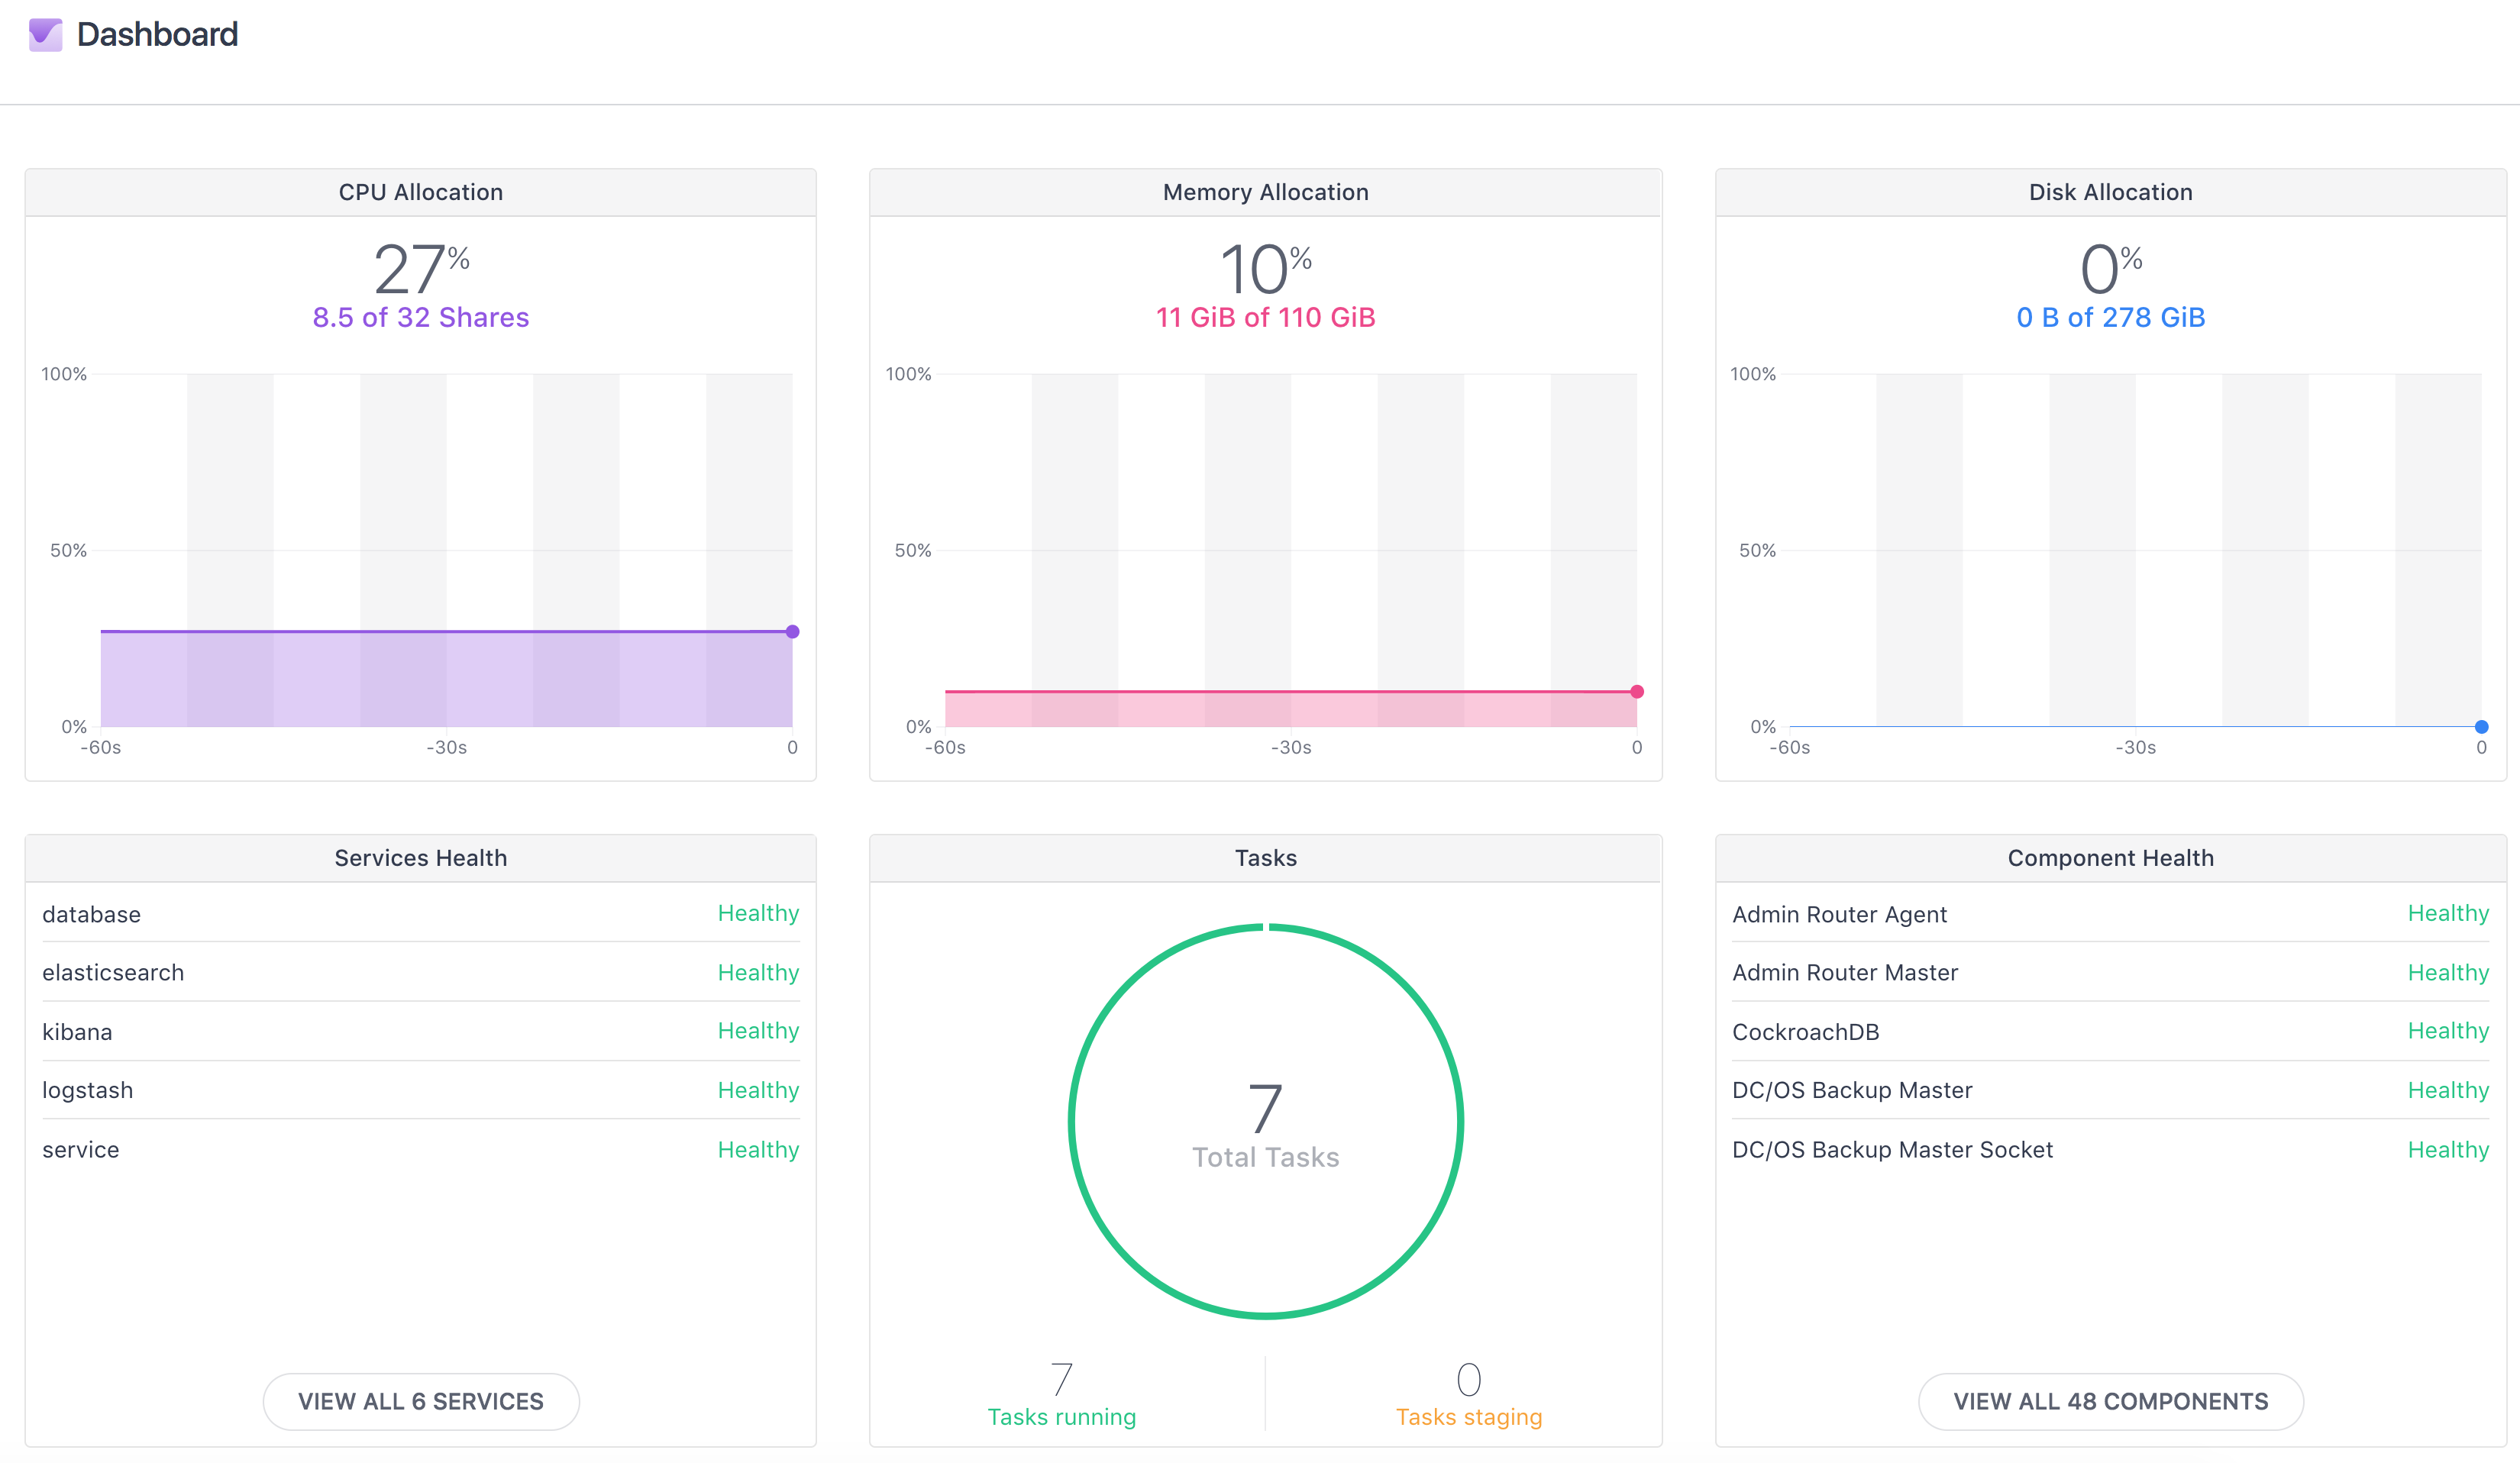 Dashboard
CPU Allocation
27%
8.5 of 32 Shares
100%
50%
0%
-60s
-30s
0
Memory Allocation
10%
11 GiB of 110 GiB
100%
50%
0%
-60s
-30s
0
Disk Allocation
0%
0 B of 278 GiB
100%
50%
0%
-60s
-30s
0
Services Health
database Healthy
elasticsearch Healthy
kibana Healthy
logstash Healthy
service Healthy
VIEW ALL 6 SERVICES
Tasks
7
Total Tasks
7
Tasks running
0
Tasks staging
Component Health
Admin Router Agent Healthy
Admin Router Master Healthy
CockroachDB Healthy
DC/OS Backup Master Healthy
DC/OS Backup Master Socket Healthy
VIEW ALL 48 COMPONENTS